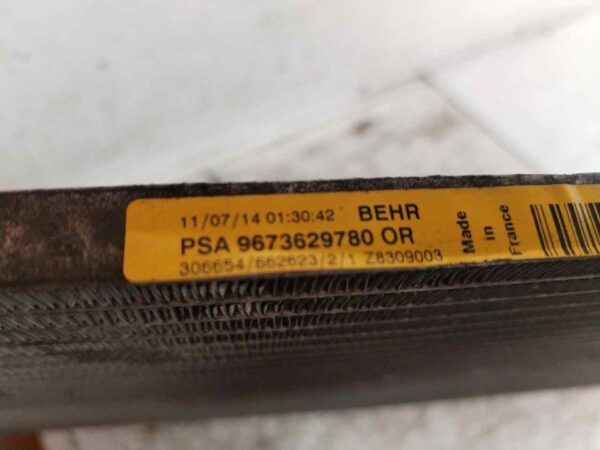 11/07/14 01:30:42 BEHR
PSA 9673629780 OR
306654/662623/2/1 Z8309003
Made
in
France